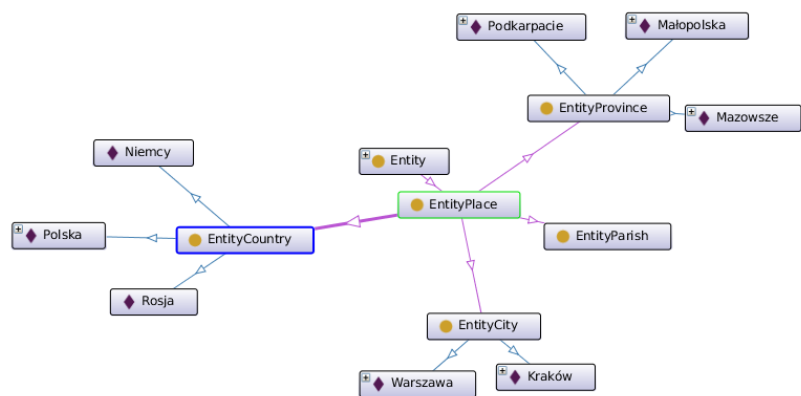 Podkarpacie
Małopolska
EntityProvince
Mazowsze
Niemcy
Entity
EntityPlace
Polska
EntityCountry
EntityParish
Rosja
EntityCity
Warszawa
Kraków